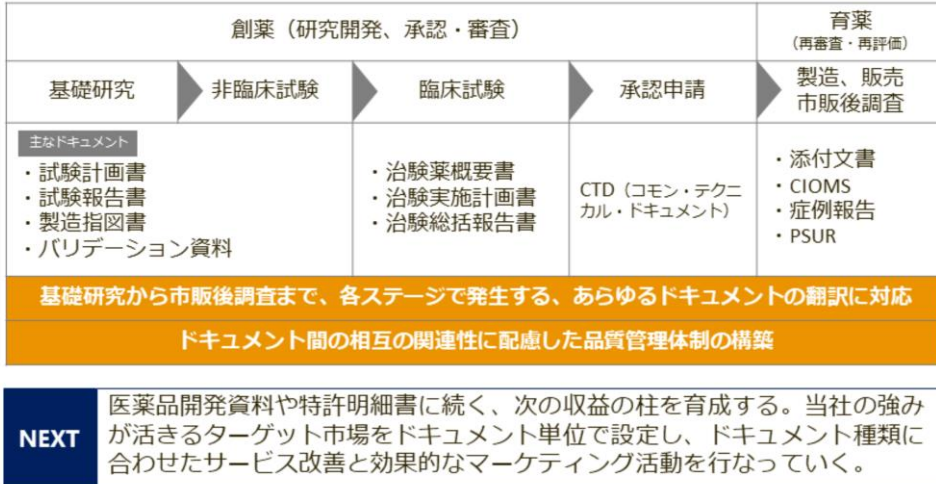 創薬（研究開発、承認・審査）
育薬
（再審査・再評価）
基礎研究
非臨床試験
臨床試験
承認申請
製造、販売
市販後調査
主なドキュメント
・試験計画書
・試験報告書
・製造指図書
・バリデーション資料
・治験薬概要書
・治験実施計画書
・治験総括報告書
CTD（コモン・テクニ
カル・ドキュメント）
・添付文書
・CIOMS
・症例報告
・PSUR
基礎研究から市販後調査まで、各ステージで発生する、あらゆるドキュメントの翻訳に対応
ドキュメント間の相互の関連性に配慮した品質管理体制の構築
NEXT
医薬品開発資料や特許明細書に続く、次の収益の柱を育成する。当社の強み
が活きるターゲット市場をドキュメント単位で設定し、ドキュメント種類に
合わせたサービス改善と効果的なマーケティング活動を行なっていく。